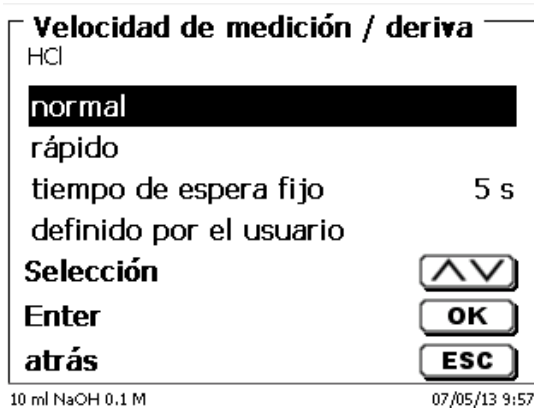 Velocidad de medición / deriva
HCl
normal
rápido
tiempo de espera fijo 5 s
definido por el usuario
Selección
Enter OK
atrás ESC
10 ml NaOH 0.1 M 07/05/13 9:57